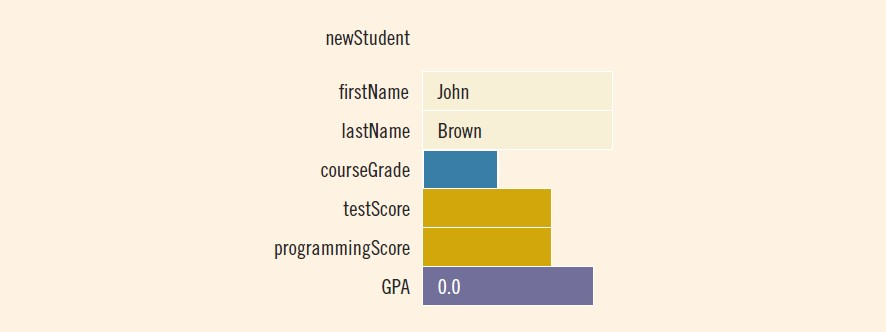 newStudent
firstName John
lastName Brown
courseGrade
testScore
programmingScore
GPA 0.0